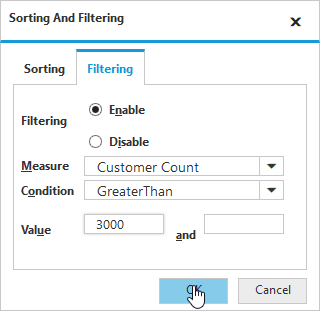 Sorting And Filtering
Sorting Filtering
Filtering Enable
Disable
Measure Customer Count
Condition GreaterThan
Value 3000 and
OK Cancel